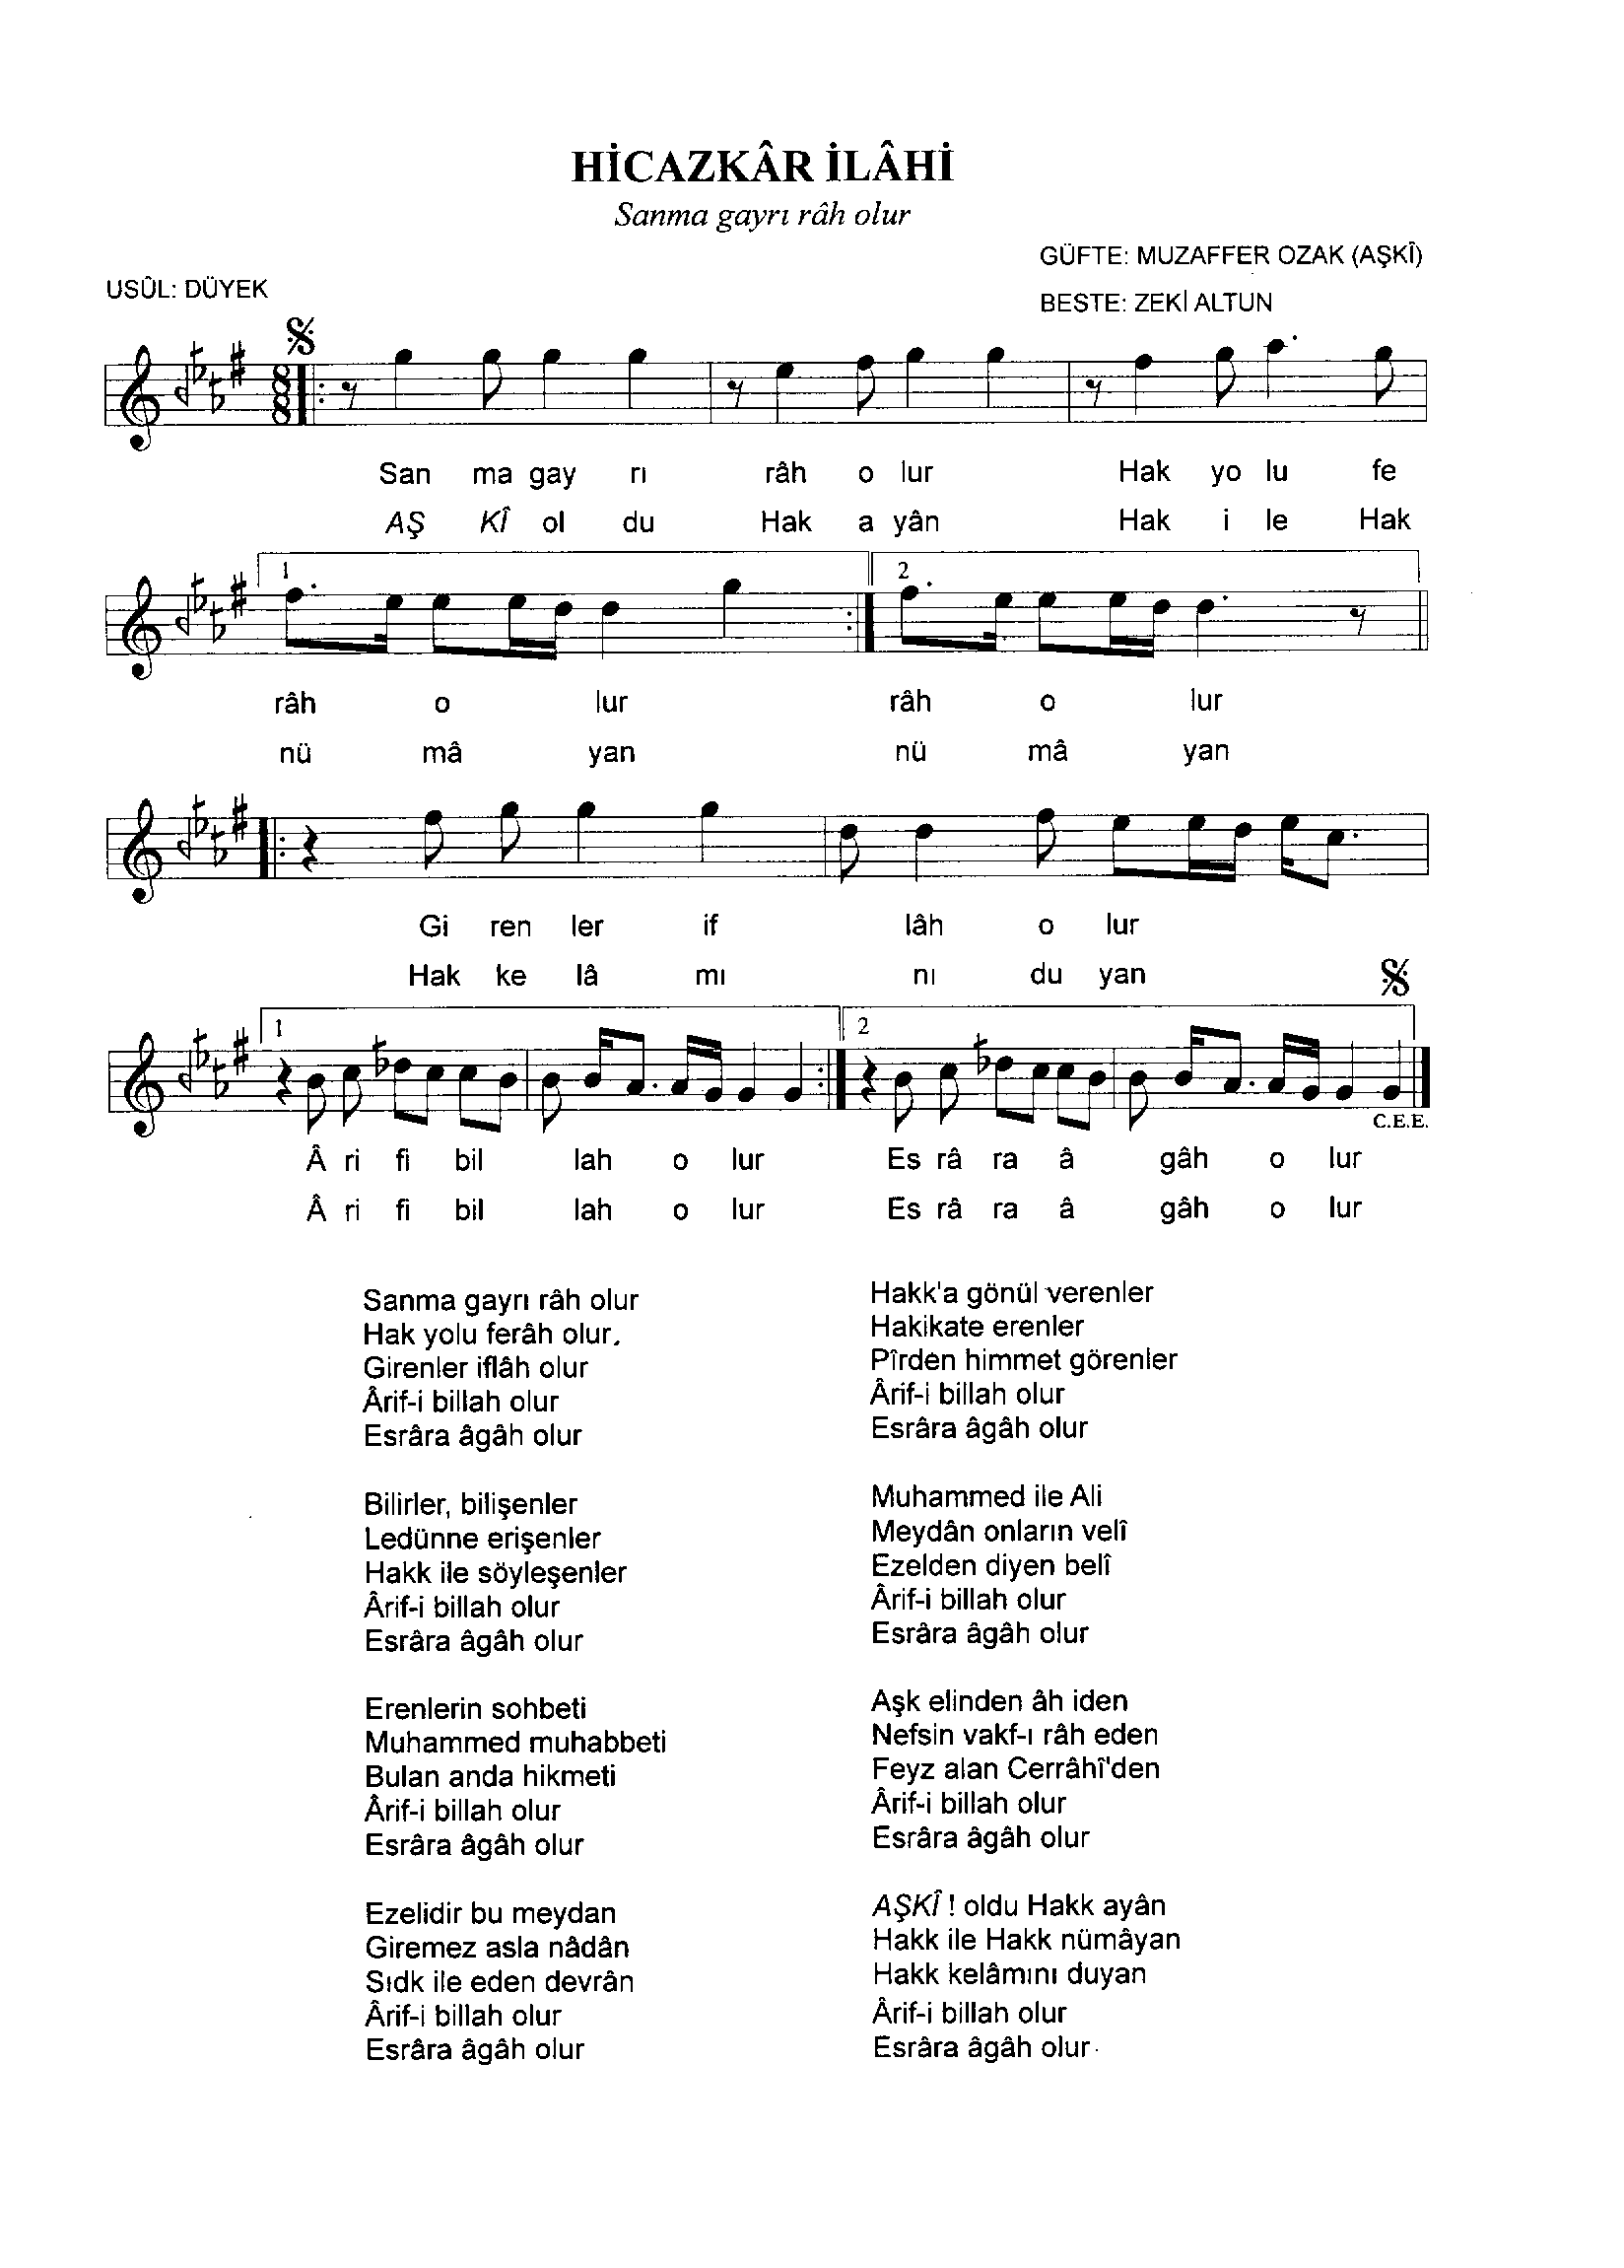 HİCAZKÂR İLÂHİ
Sanma gayrı râh olur
GÜFTE: MUZAFFER OZAK (AŞKÎ)
USÛL: DÜYEK
BESTE: ZEKİ ALTUN
8
8
San ma gay rı râh o lur Hak yo lu fe
AŞ KÎ ol du Hak a yân Hak i le Hak
1 2
râh o lur râh o lur
nü mâ yan nü mâ yan
Gi ren ler if lâh o lur
Hak ke lâ mı nı du yan
1 2
C.E.E.
Â ri fi bil lah o lur Es râ ra â gâh o lur
Â ri fi bil lah o lur Es râ ra â gâh o lur
Sanma gayrı râh olur
Hak yolu ferâh olur.
Girenler iflâh olur
Ârif-i billah olur
Esrâra âgâh olur
Bilirler, bilişenler
Ledünne erişenler
Hakk ile söyleşenler
Ârif-i billah olur
Esrâra âgâh olur
Erenlerin sohbeti
Muhammed muhabbeti
Bulan anda hikmeti
Ârif-i billah olur
Esrâra âgâh olur
Ezelidir bu meydan
Giremez asla nâdân
Sıdk ile eden devrân
Ârif-i billah olur
Esrâra âgâh olur
Hakk'a gönül verenler
Hakikate erenler
Pîrden himmet görenler
Ârif-i billah olur
Esrâra âgâh olur
Muhammed ile Ali
Meydân onların velî
Ezelden diyen belî
Ârif-i billah olur
Esrâra âgâh olur
Aşk elinden âh iden
Nefsin vakf-ı râh eden
Feyz alan Cerrâhî'den
Ârif-i billah olur
Esrâra âgâh olur
AŞKÎ ! oldu Hakk ayân
Hakk ile Hakk nümâyan
Hakk kelâmını duyan
Ârif-i billah olur
Esrâra âgâh olur